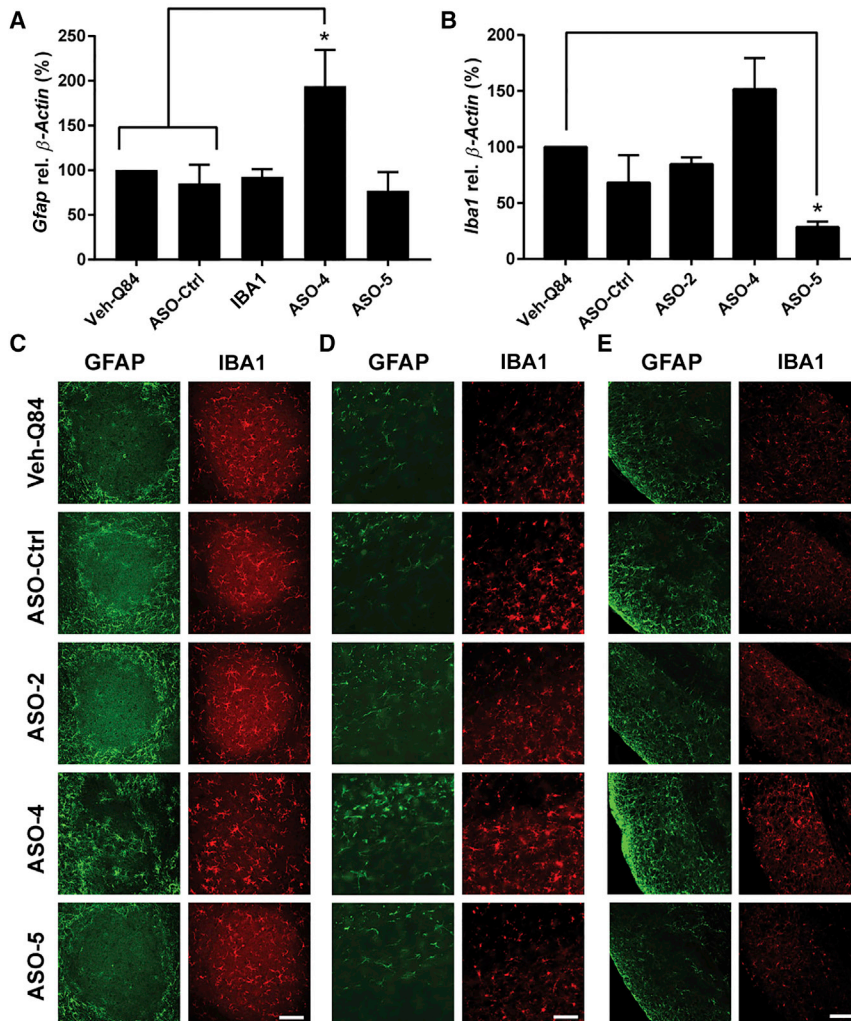 A
Gfap rel. β-Actin (%)
250
200
150
100
50
0
*
Veh-Q84
ASO-Ctrl
IBA1
ASO-4
ASO-5
B
Iba1 rel. β-Actin (%)
200
150
100
50
0
*
Veh-Q84
ASO-Ctrl
ASO-2
ASO-4
ASO-5
C
GFAP
IBA1
D
GFAP
IBA1
E
GFAP
IBA1
Veh-Q84
ASO-Ctrl
ASO-2
ASO-4
ASO-5